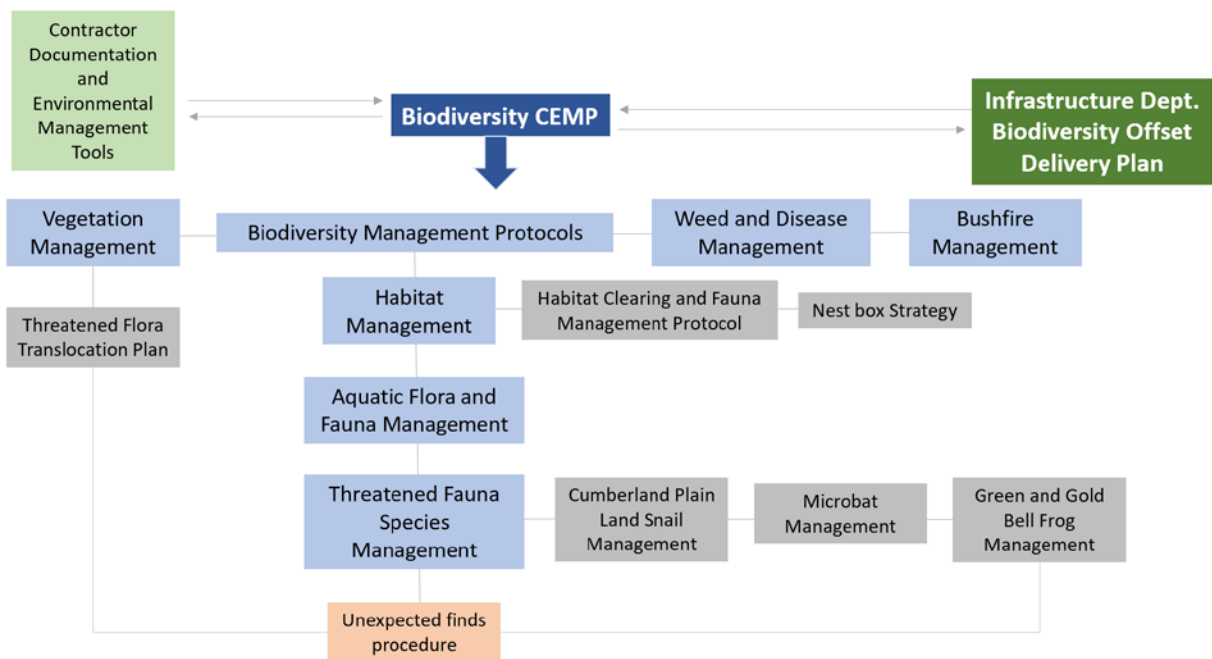 Contractor
Documentation
and
Environmental
Management
Tools
Biodiversity CEMP
Infrastructure Dept.
Biodiversity Offset
Delivery Plan
Vegetation
Management
Biodiversity Management Protocols
Weed and Disease
Management
Bushfire
Management
Habitat
Management
Habitat Clearing and Fauna
Management Protocol
Nest box Strategy
Threatened Flora
Translocation Plan
Aquatic Flora and
Fauna Management
Threatened Fauna
Species
Management
Cumberland Plain
Land Snail
Management
Microbat
Management
Green and Gold
Bell Frog
Management
Unexpected finds
procedure